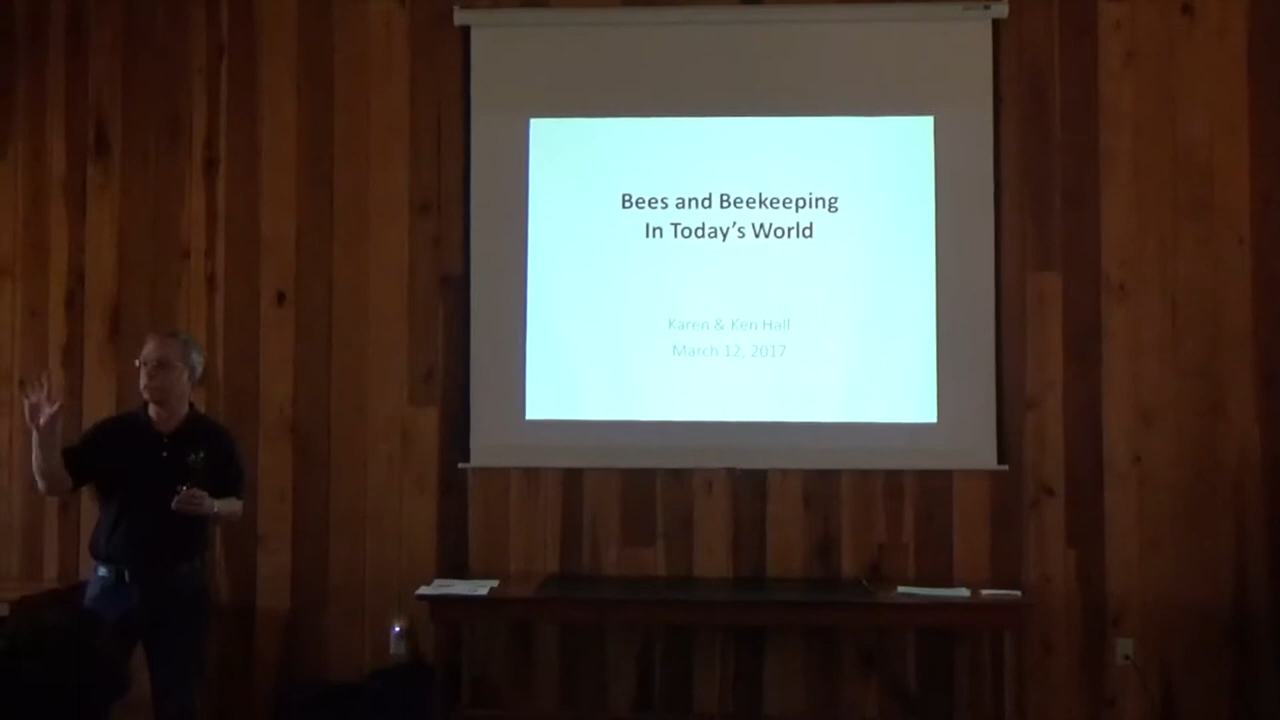 Bees and Beekeeping
In Today's World
Karen & Ken Hall
March 12, 2017